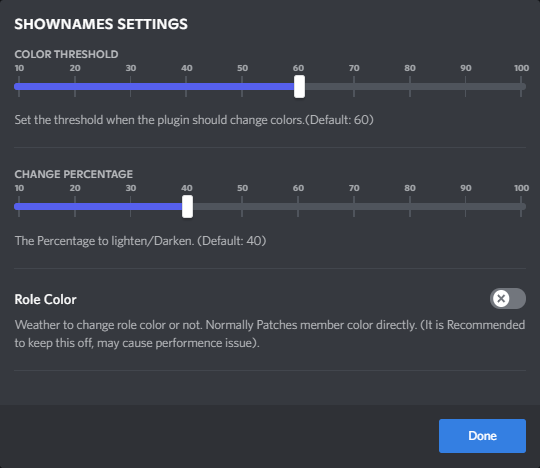 SHOWNAMES SETTINGS
COLOR THRESHOLD
10 20 30 40 50 60 70 80 90 100
Set the threshold when the plugin should change colors.(Default: 60)
CHANGE PERCENTAGE
10 20 30 40 50 60 70 80 90 100
The Percentage to lighten/Darken. (Default: 40)
Role Color
Weather to change role color or not. Normally Patches member color directly. (It is Recommended
to keep this off, may cause performence issue).
Done